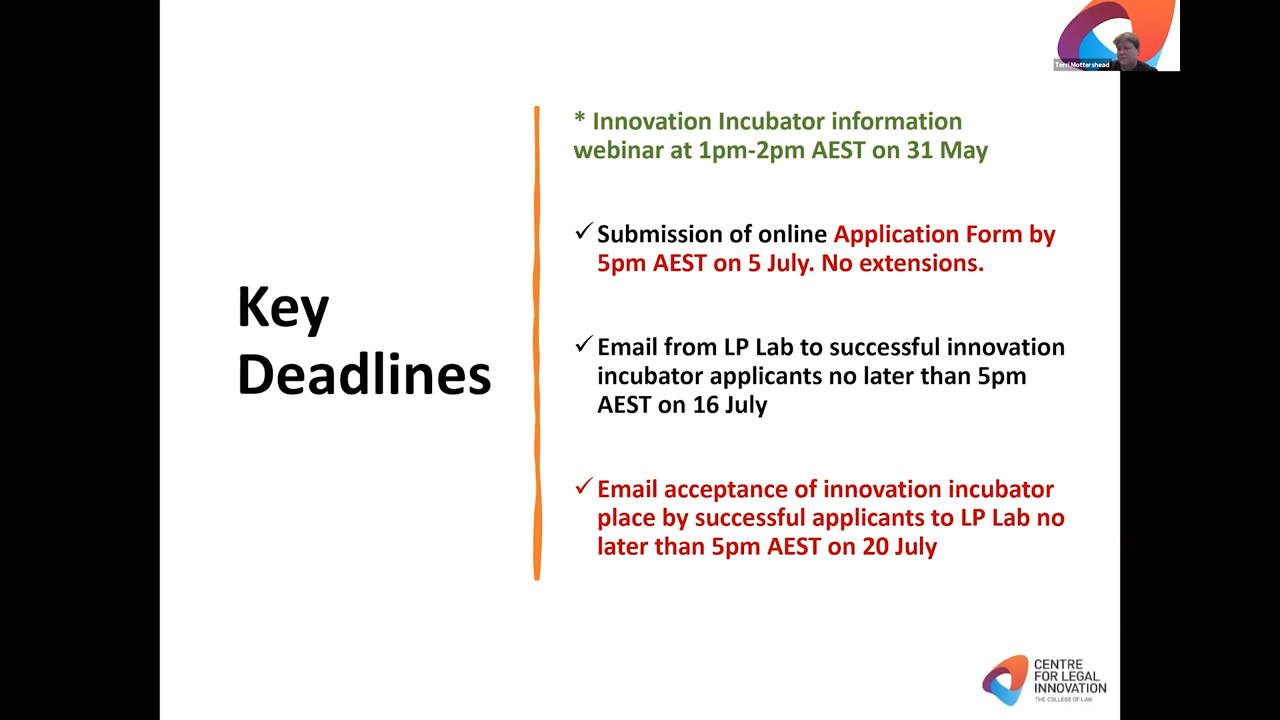 Terri Mottershead
* Innovation Incubator information
webinar at 1pm-2pm AEST on 31 May
✓Submission of online Application Form by
5pm AEST on 5 July. No extensions.
Key
Deadlines
✓Email from LP Lab to successful innovation
incubator applicants no later than 5pm
AEST on 16 July
✓Email acceptance of innovation incubator
place by successful applicants to LP Lab no
later than 5pm AEST on 20 July
CENTRE
FOR LEGAL
INNOVATION
THE COLLEGE OF LAW